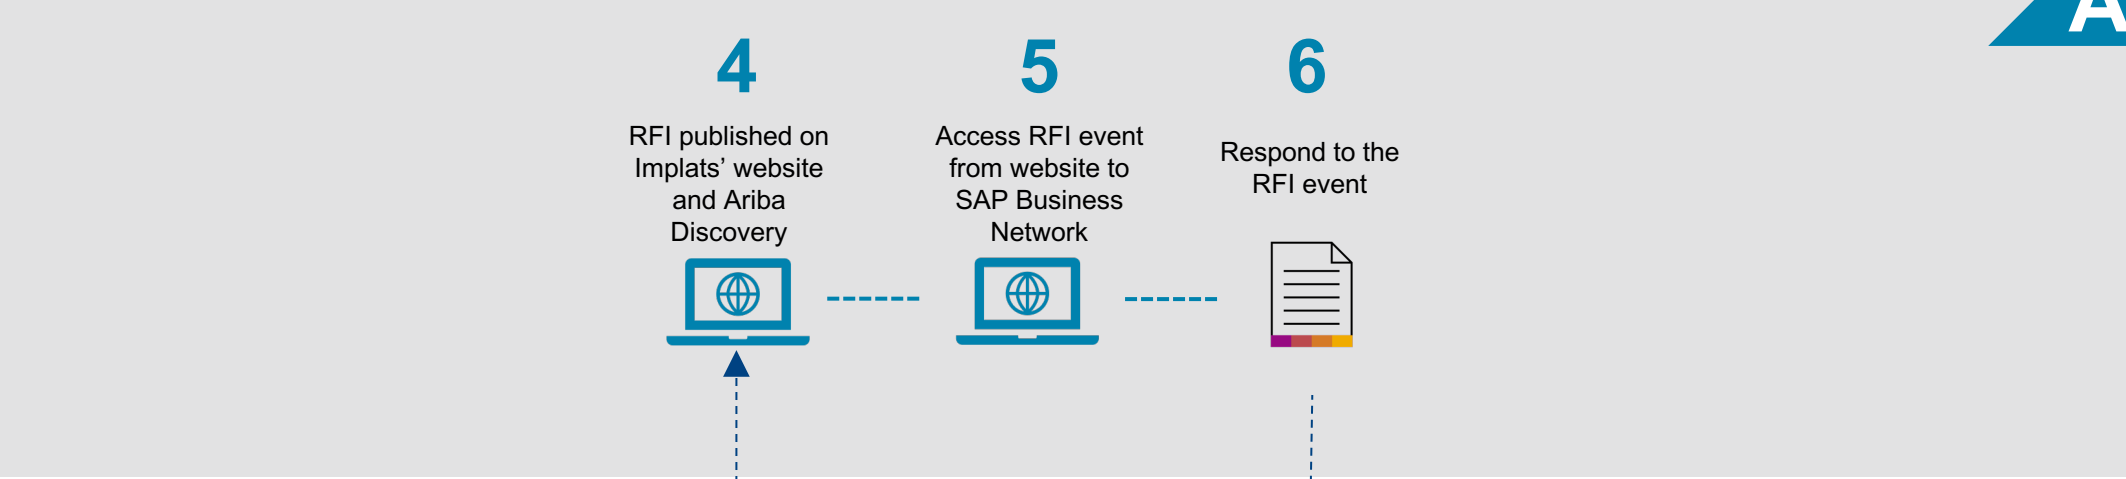 4
RFI published on
Implats’ website
and Ariba
Discovery
5
Access RFI event
from website to
SAP Business
Network
6
Respond to the
RFI event
A